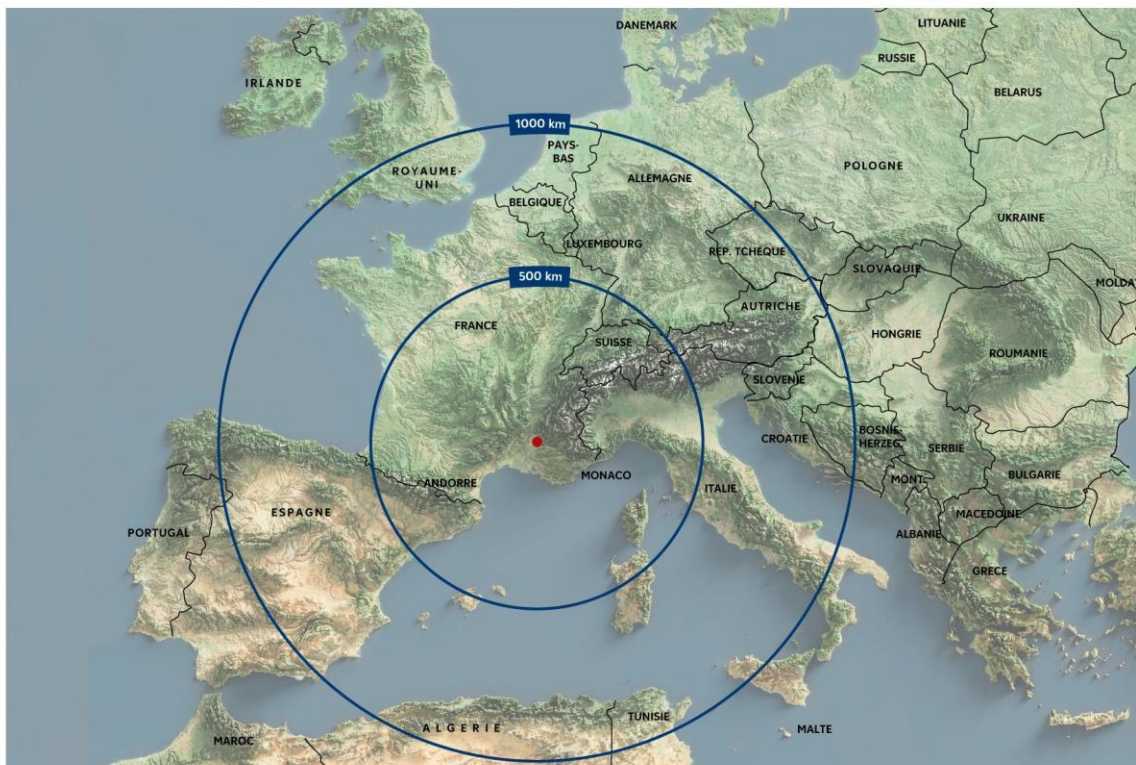 DANEMARK
LITUANIE
RUSSIE
IRLANDE
BELARUS
1000 km
PAYS-
BAS
ROYAUME-
UNI
ALLEMAGNE
POLOGNE
BELGIQUE
UKRAINE
LUXEMBOURG
REP. TCHEQUE
SLOVAQUIE
500 km
MOLDA
AUTRICHE
FRANCE
HONGRIE
SUISSE
ROUMANIE
SLOVENIE
CROATIE
BOSNIE-
HERZEG.
SERBIE
MONACO
ANDORRE
ITALIE
MONT.
BULGARIE
ESPAGNE
MACEDOINE
PORTUGAL
ALBANIE
GRECE
TUNISIE
ALGERIE
MALTE
MAROC